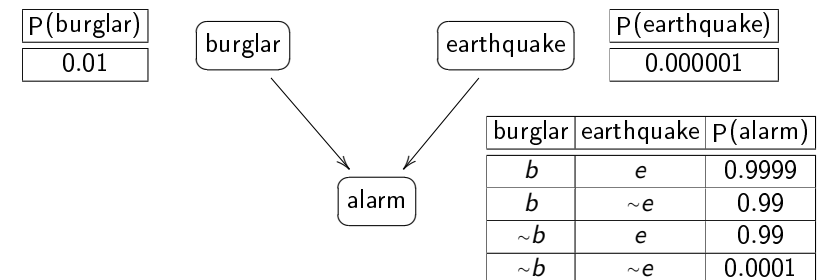 P(burglar)
0.01
burglar
earthquake
P(earthquake)
0.000001
alarm
burglar earthquake P(alarm)
b e 0.9999
b ~e 0.99
~b e 0.99
~b ~e 0.0001